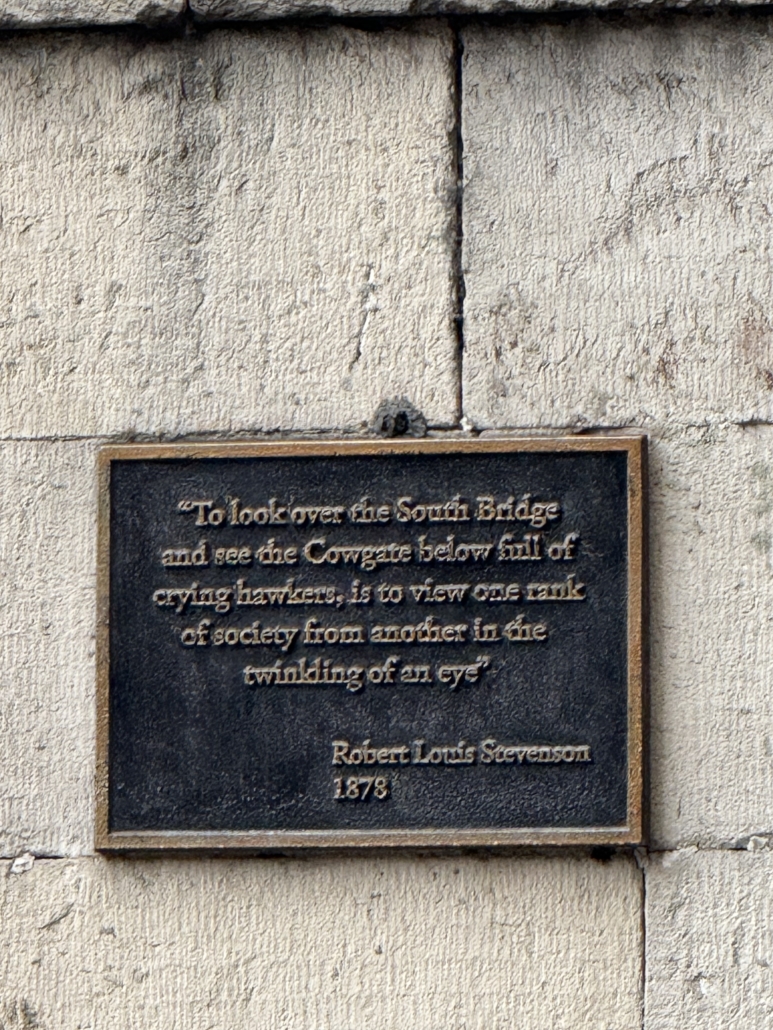 “To look over the South Bridge
and see the Cowgate below full of
crying hawkers, is to view one rank
of society from another in the
twinkling of an eye”
Robert Louis Stevenson
1878